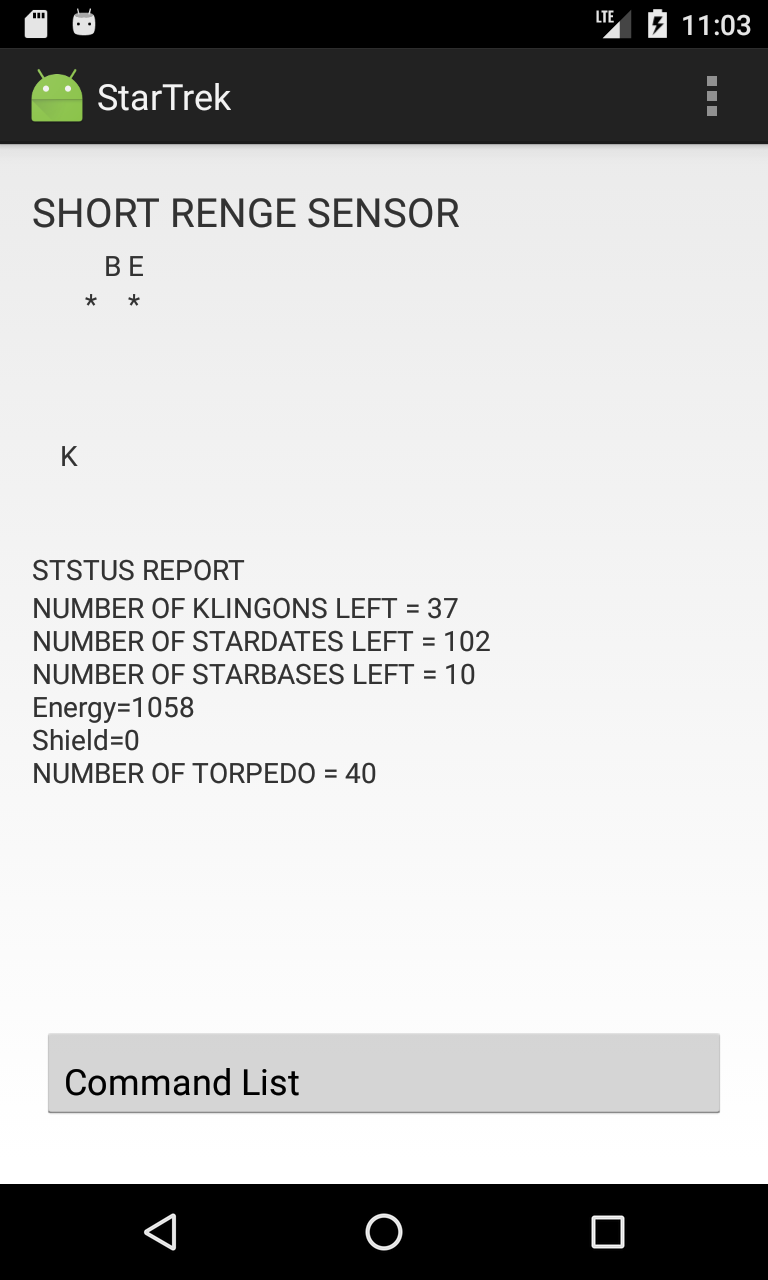 LTE 11:03
StarTrek
SHORT RENGE SENSOR
B E
* *
K
STSTUS REPORT
NUMBER OF KLINGONS LEFT = 37
NUMBER OF STARDATES LEFT = 102
NUMBER OF STARBASES LEFT = 10
Energy=1058
Shield=0
NUMBER OF TORPEDO = 40
Command List